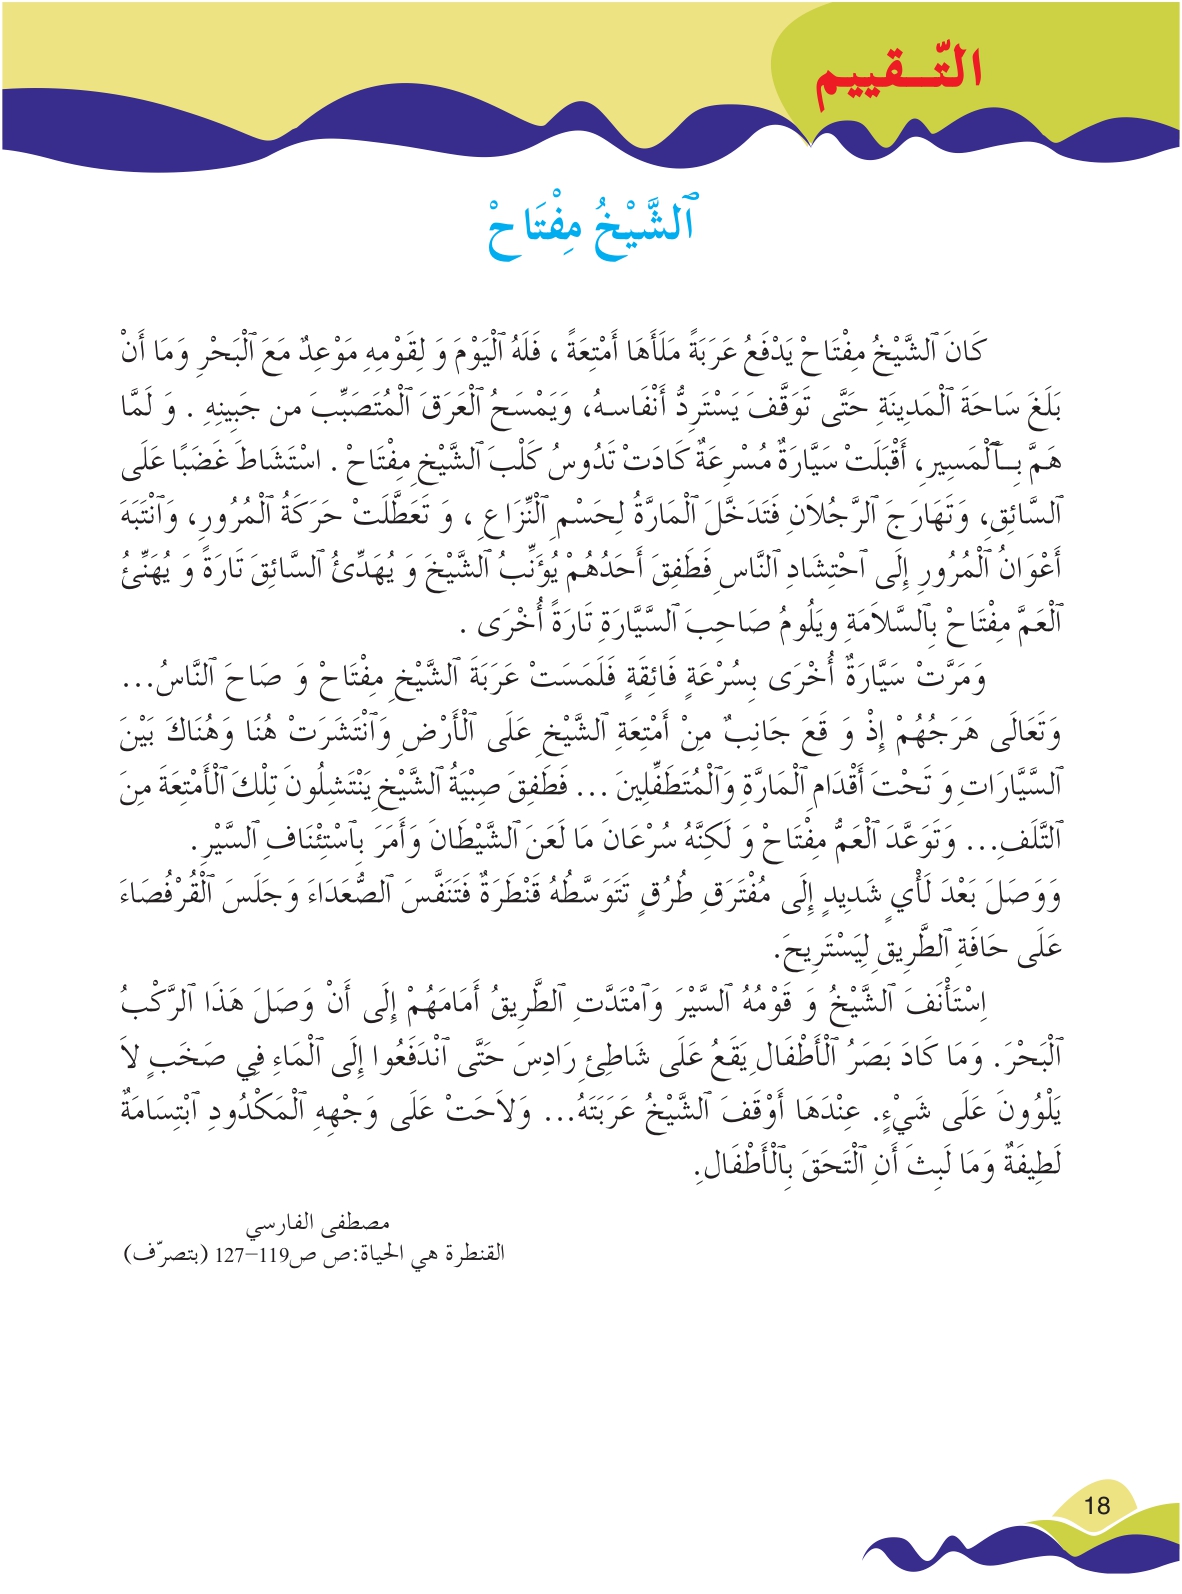 التّـــقييم
ٱلشَّيْخُ مِفْتَاحْ
كَانَ ٱلشَّيْخُ مِفْتَاحْ يَدْفَعُ عَرَبَةً مَلَأَهَا أَمْتِعَةً ، فَلَهُ ٱلْيَوْمَ وَ لِقَوْمِهِ مَوْعِدٌ مَعَ ٱلْبَحْرِ وَمَا أَنْ
بَلَغَ سَاحَةَ ٱلْمَدِينَةِ حَتَّى تَوَقَّفَ يَسْتَرِدُّ أَنْفَاسهُ، وَيَمْسَحُ ٱلْعَرَقَ ٱلْمُتَصَبِّبَ من جَبِينِهِ . وَ لَمَّا
هَمَّ بِـٱلْمَسِيرِ، أَقْبَلَتْ سَيَّارَةٌ مُسْرِعَةٌ كَادَتْ تَدُوسُ كَلْبَ ٱلشَّيْخِ مِفْتَاحْ . اسْتَشَاطَ غَضَبًا عَلَى
ٱلسَّائِقِ، وَتَهَارَجَ ٱلرَّجُلاَنِ فَتَدَخَّلَ ٱلْمَارَّةُ لِحَسْمِ ٱلْنِّزَاعِ ، وَ تَعَطَّلَتْ حَرَكَةُ ٱلْمُرُورِ، وَٱنْتَبَهَ
أَعْوَانُ ٱلْمُرُورِ إِلَى ٱحْتِشَادِ ٱلنَّاسِ فَطَفِقَ أَحَدُهُمْ يُؤَنِّبُ ٱلشَّيْخَ وَ يُهَدِّئُ ٱلسَّائِقَ تَارَةً وَ يُهَنِّئُ
ٱلْعَمَّ مِفْتَاحْ بِٱلسَّلاَمَةِ ويَلُومُ صَاحِبَ ٱلسَّيَّارَةِ تَارَةً أُخْرَى .
وَمَرَّتْ سَيَّارَةٌ أُخْرَى بِسُرْعَةٍ فَائِقَةٍ فَلَمَسَتْ عَرَبَةَ ٱلشَّيْخِ مِفْتَاحْ وَ صَاحَ ٱلنَّاسُ...
وَتَعَالَى هَرَجُهُمْ إِذْ وَ قَعَ جَانِبٌ مِنْ أَمْتِعَةِ ٱلشَّيْخِ عَلَى ٱلْأَرْضِ وَٱنْتَشَرَتْ هُنَا وَهُنَاكَ بَيْنَ
ٱلسَّيَّارَاتِ وَ تَحْتَ أَقْدَامِ ٱلْمَارَّةِ وَٱلْمُتَطَفِّلِينَ ... فَطَفِقَ صِبْيَةُ ٱلشَّيْخِ يَنْتَشِلُونَ تِلْكَ ٱلْأَمْتِعَةَ مِنَ
ٱلتَّلَفِ... وَتَوَعَّدَ ٱلْعَمُّ مِفْتَاحْ وَ لَكِنَّهُ سُرْعَانَ مَا لَعَنَ ٱلشَّيْطَانَ وَأَمَرَ بِٱسْتِئْنَافِ ٱلسَّيْرِ.
وَوَصَلَ بَعْدَ لَأْيٍ شَدِيدٍ إِلَى مُفْتَرَقِ طُرُقٍ تَتَوَسَّطُهُ قَنْطَرَةٌ فَتَنَفَّسَ ٱلصُّعَدَاءَ وَجَلَسَ ٱلْقُرْفُصَاءَ
عَلَى حَافَةِ ٱلطَّرِيقِ لِيَسْتَرِيحَ.
اِسْتَأْنَفَ ٱلشَّيْخُ وَ قَوْمُهُ ٱلسَّيْرَ وَٱمْتَدَّتِ ٱلطَّرِيقُ أَمَامَهُمْ إِلَى أَنْ وَصَلَ هَذَا ٱلرَّكْبُ
ٱلْبَحْرَ. وَمَا كَادَ بَصَرُ ٱلْأَطْفَالِ يَقَعُ عَلَى شَاطِئِ رَادِسَ حَتَّى ٱنْدَفَعُوا إِلَى ٱلْمَاءِ فِي صَخَبٍ لاَ
يَلْوُونَ عَلَى شَيْءٍ. عِنْدَهَا أَوْقَفَ ٱلشَّيْخُ عَرَبَتَهُ... وَلاَحَتْ عَلَى وَجْهِهِ ٱلْمَكْدُودِ ٱبْتِسَامَةٌ
لَطِيفَةٌ وَمَا لَبِثَ أَنِ ٱلْتَحَقَ بِٱلْأَطْفَالِ.
مصطفى الفارسي
القنطرة هي الحياة:ص ص119–127 (بتصرّف)
18